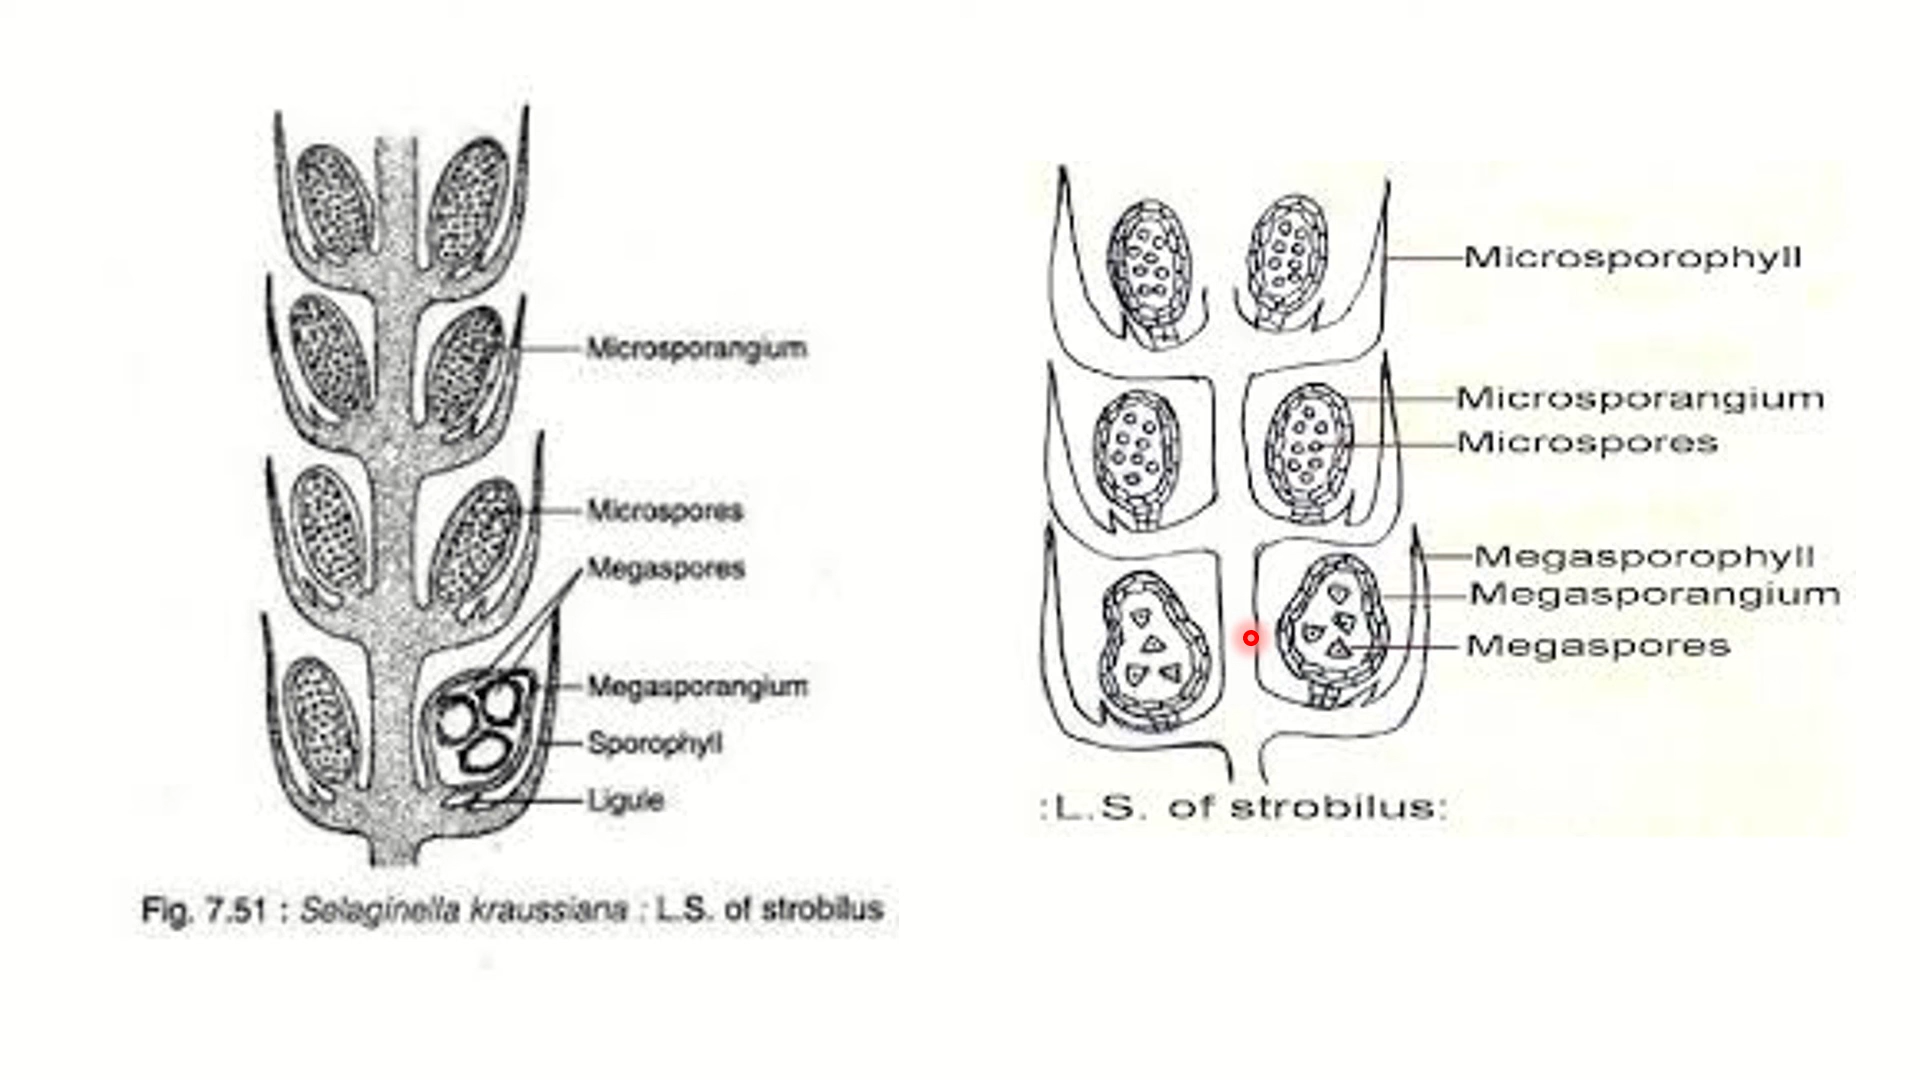 Microsporangium
Microspores
Megaspores
Megasporangium
Sporophyll
Ligule
Fig. 7.51 : Selaginella kraussiana : L.S. of strobilus
Microsporophyll
Microsporangium
Microspores
Megasporophyll
Megasporangium
Megaspores
:L.S. of strobilus: